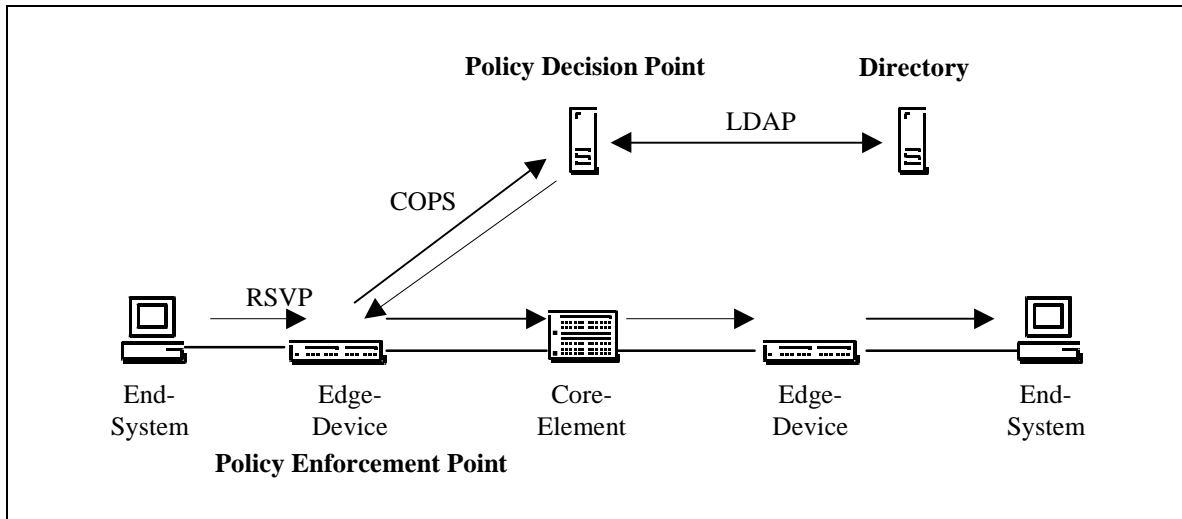 Policy Decision Point
Directory
LDAP
COPS
RSVP
End-
System
Edge-
Device
Core-
Element
Edge-
Device
End-
System
Policy Enforcement Point